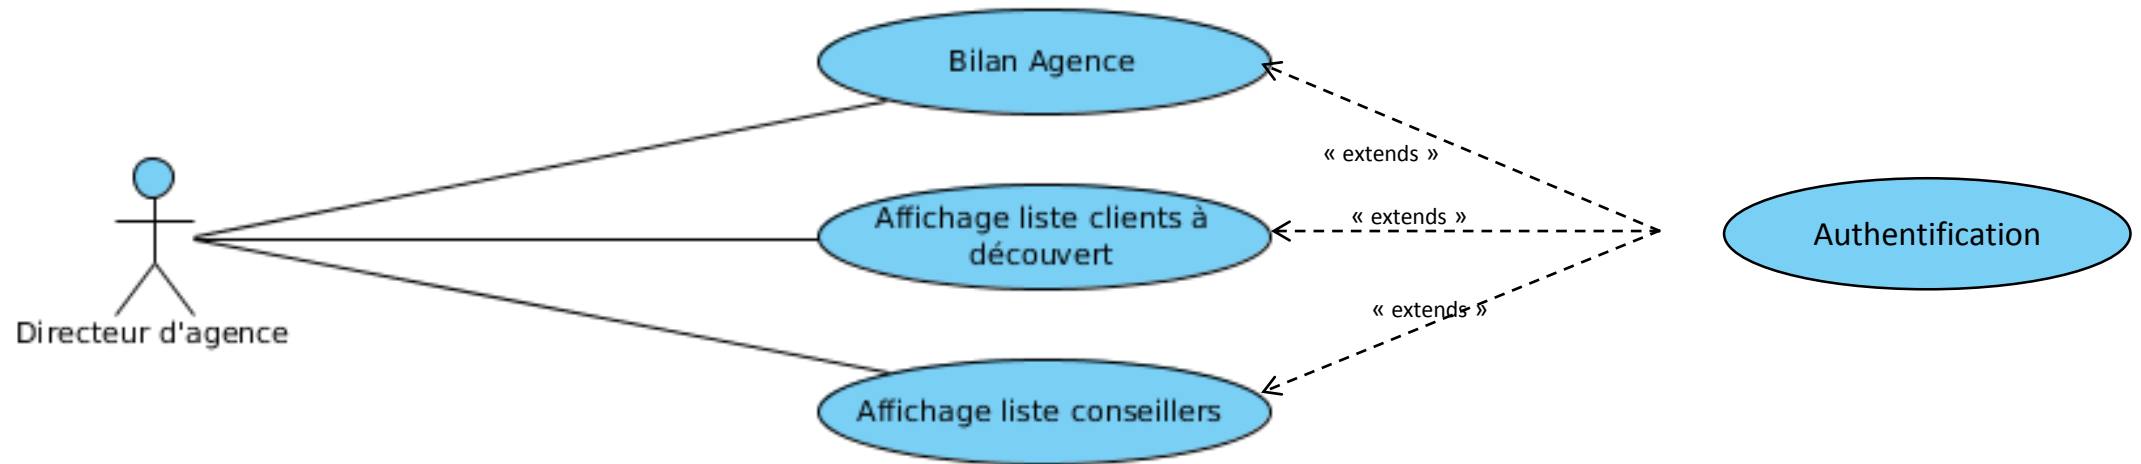 Bilan Agence
« extends »
Affichage liste clients à
découvert
« extends »
Authentification
Directeur d'agence
« extends »
Affichage liste conseillers